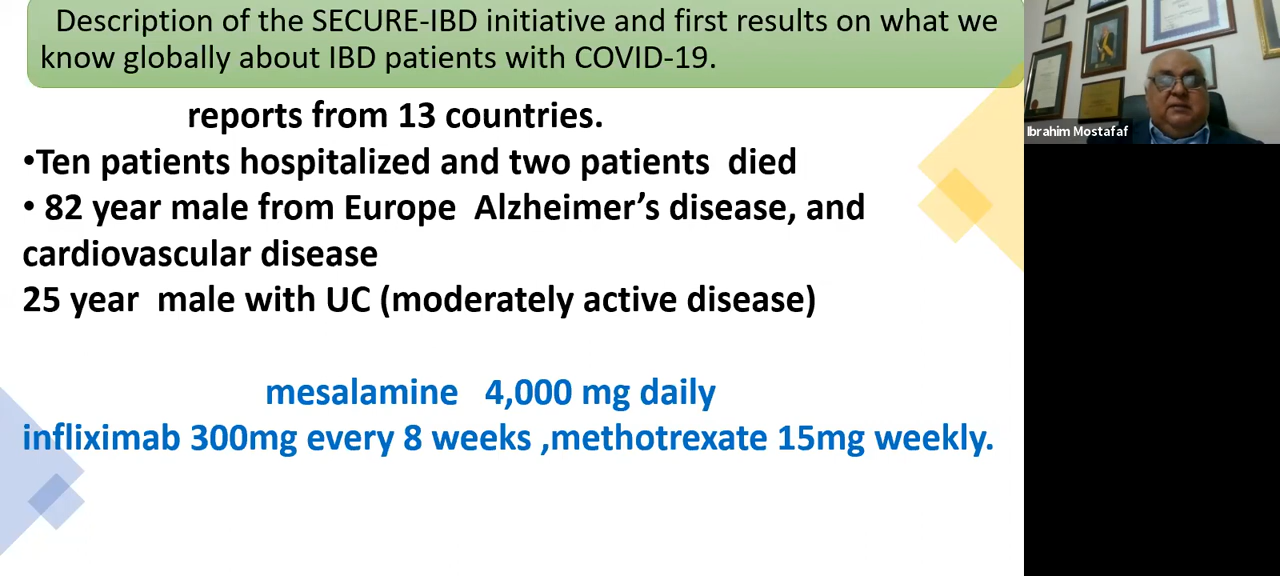 Description of the SECURE-IBD initiative and first results on what we
know globally about IBD patients with COVID-19.
reports from 13 countries.
•Ten patients hospitalized and two patients died
• 82 year male from Europe Alzheimer's disease, and
cardiovascular disease
25 year male with UC (moderately active disease)
mesalamine 4,000 mg daily
infliximab 300mg every 8 weeks ,methotrexate 15mg weekly.
Ibrahim Mostafaf